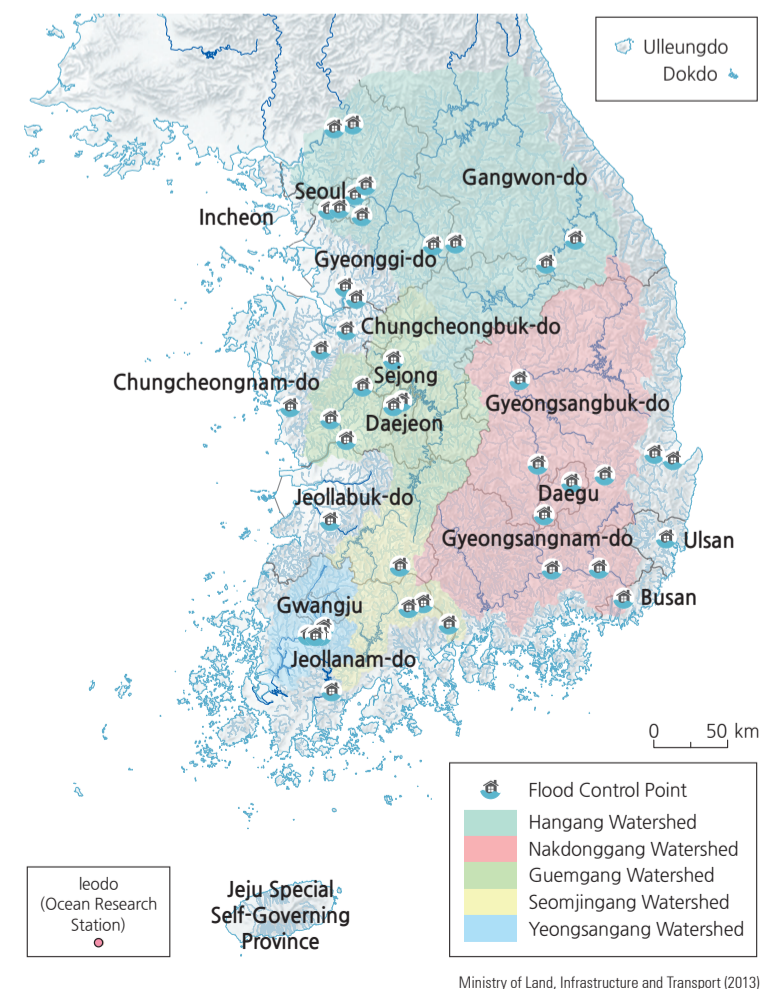 Ulleungdo
Dokdo
Gangwon-do
Seoul
Incheon
Gyeonggi-do
Chungcheongbuk-do
Sejong
Chungcheongnam-do
Gyeongsangbuk-do
Daejeon
Daegu
Jeollabuk-do
Gyeongsangnam-do
Ulsan
Gwangju
Busan
Jeollanam-do
0 50 km
Flood Control Point
Hangang Watershed
Nakdonggang Watershed
Guemgang Watershed
Seomjingang Watershed
Yeongsangang Watershed
Ieodo
(Ocean Research
Station)
Jeju Special
Self-Governing
Province
Ministry of Land, Infrastructure and Transport (2013)